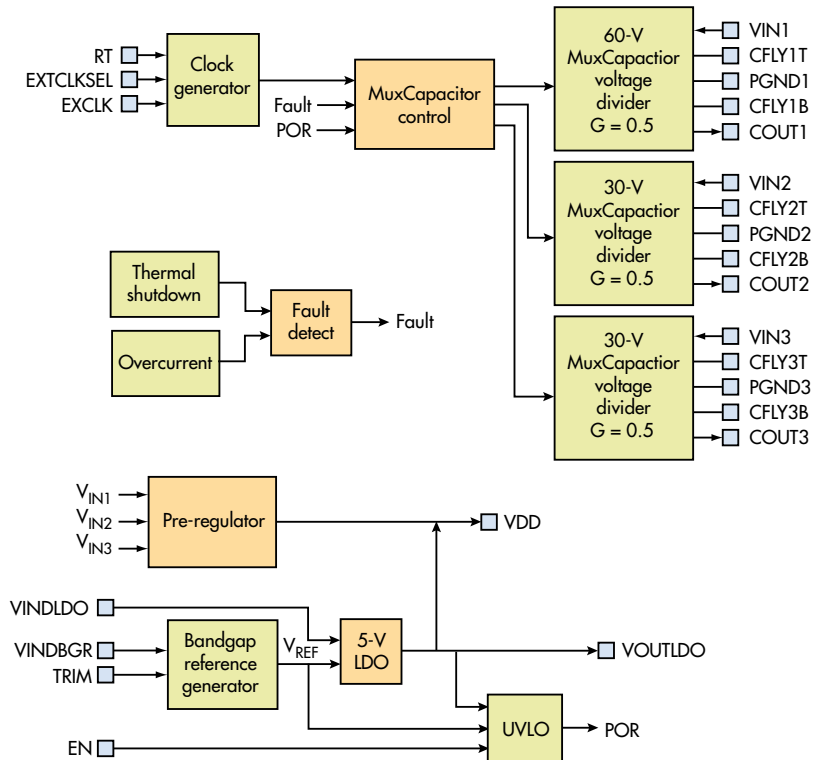 RT
EXTCLKSEL
EXCLK
Clock
generator
Fault
POR
MuxCapacitor
control
60-V
MuxCapactior
voltage
divider
G = 0.5
VIN1
CFLY1T
PGND1
CFLY1B
COUT1
30-V
MuxCapactior
voltage
divider
G = 0.5
VIN2
CFLY2T
PGND2
CFLY2B
COUT2
Thermal
shutdown
Overcurrent
Fault
detect
Fault
30-V
MuxCapactior
voltage
divider
G = 0.5
VIN3
CFLY3T
PGND3
CFLY3B
COUT3
VIN1
VIN2
VIN3
Pre-regulator
VDD
VINDLDO
VINDBGR
TRIM
Bandgap
reference
generator
VREF
5-V
LDO
VOUTLDO
EN
UVLO
POR